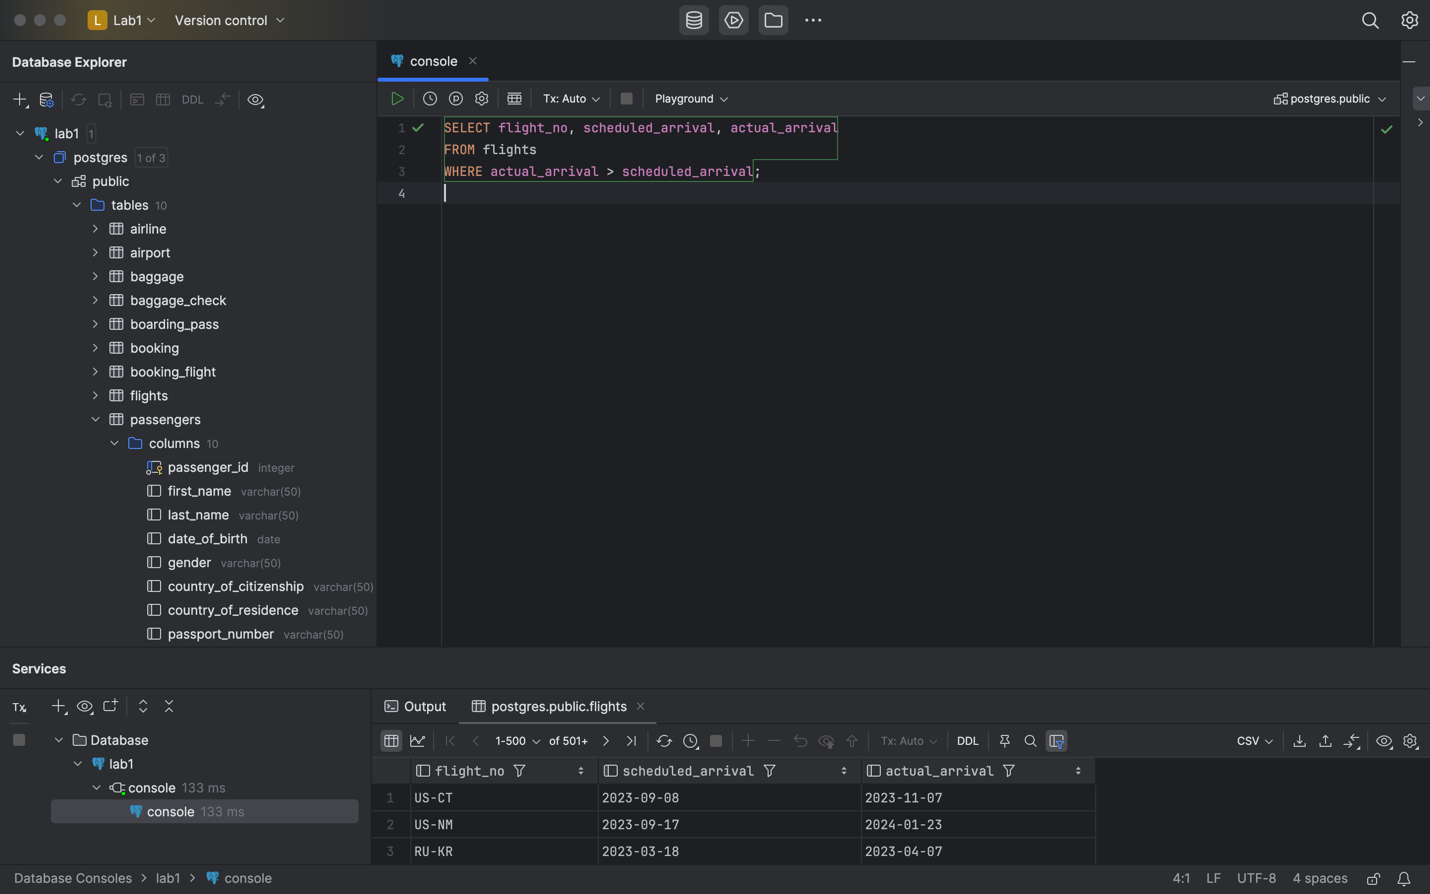 L Lab1 Version control
Database Explorer
DDL
lab1 1
postgres 1 of 3
public
tables 10
airline
airport
baggage
baggage_check
boarding_pass
booking
booking_flight
flights
passengers
columns 10
passenger_id integer
first_name varchar(50)
last_name varchar(50)
date_of_birth date
gender varchar(50)
country_of_citizenship varchar(50)
country_of_residence varchar(50)
passport_number varchar(50)
console
Tx: Auto Playground postgres.public
1 SELECT flight_no, scheduled_arrival, actual_arrival
2 FROM flights
3 WHERE actual_arrival > scheduled_arrival;
4
Services
Tx
Database
lab1
console 133 ms
console 133 ms
Output postgres.public.flights
1-500 of 501+ Tx: Auto DDL CSV
flight_no scheduled_arrival actual_arrival
1 US-CT 2023-09-08 2023-11-07
2 US-NM 2023-09-17 2024-01-23
3 RU-KR 2023-03-18 2023-04-07
Database Consoles > lab1 > console 4:1 LF UTF-8 4 spaces